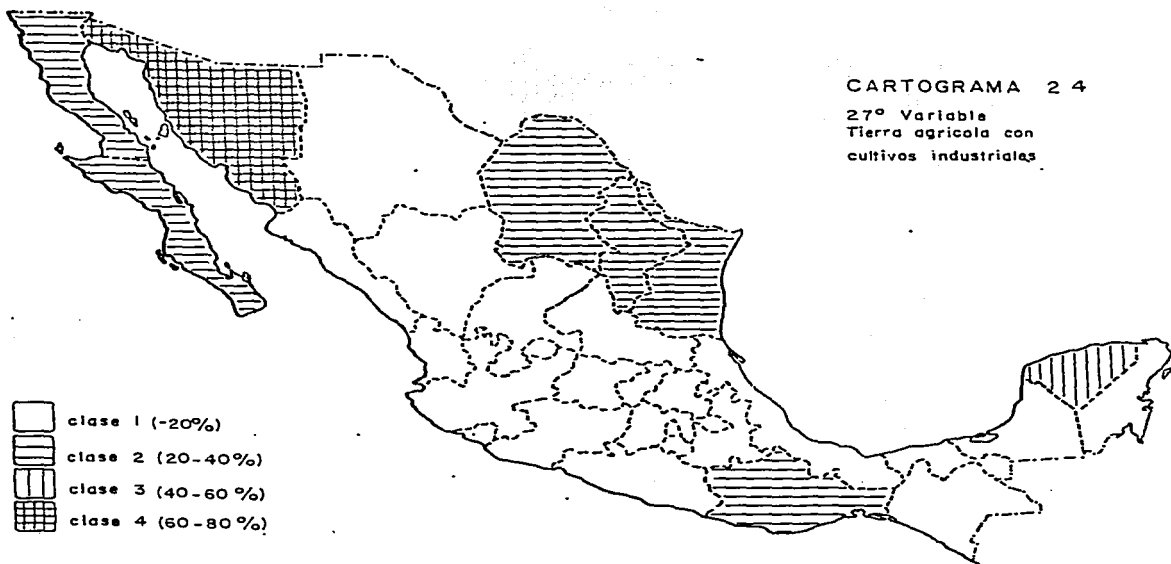 CARTOGRAMA 24
27º Variable
Tierra agricola con
cultivos industriales
clase 1 (-20%)
clase 2 (20-40%)
clase 3 (40-60%)
clase 4 (60-80%)